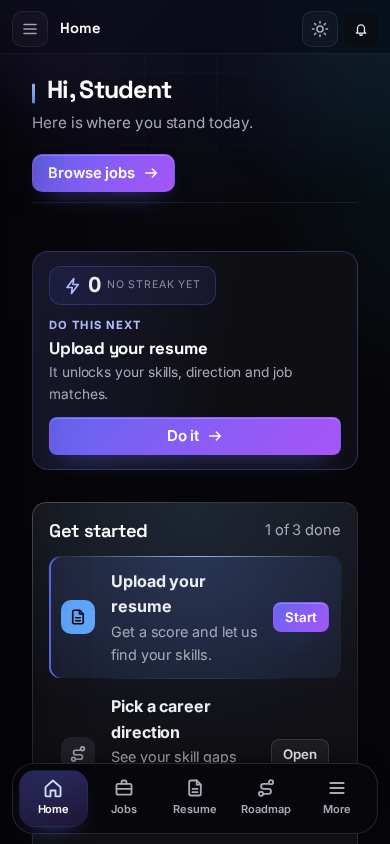 Home
Hi, Student
Here is where you stand today.
Browse jobs →
0 NO STREAK YET
DO THIS NEXT
Upload your resume
It unlocks your skills, direction and job
matches.
Do it →
Get started
1 of 3 done
Upload your
resume
Get a score and let us
find your skills.
Start
Pick a career
direction
See your skill gaps
Open
Home
Jobs
Resume
Roadmap
More